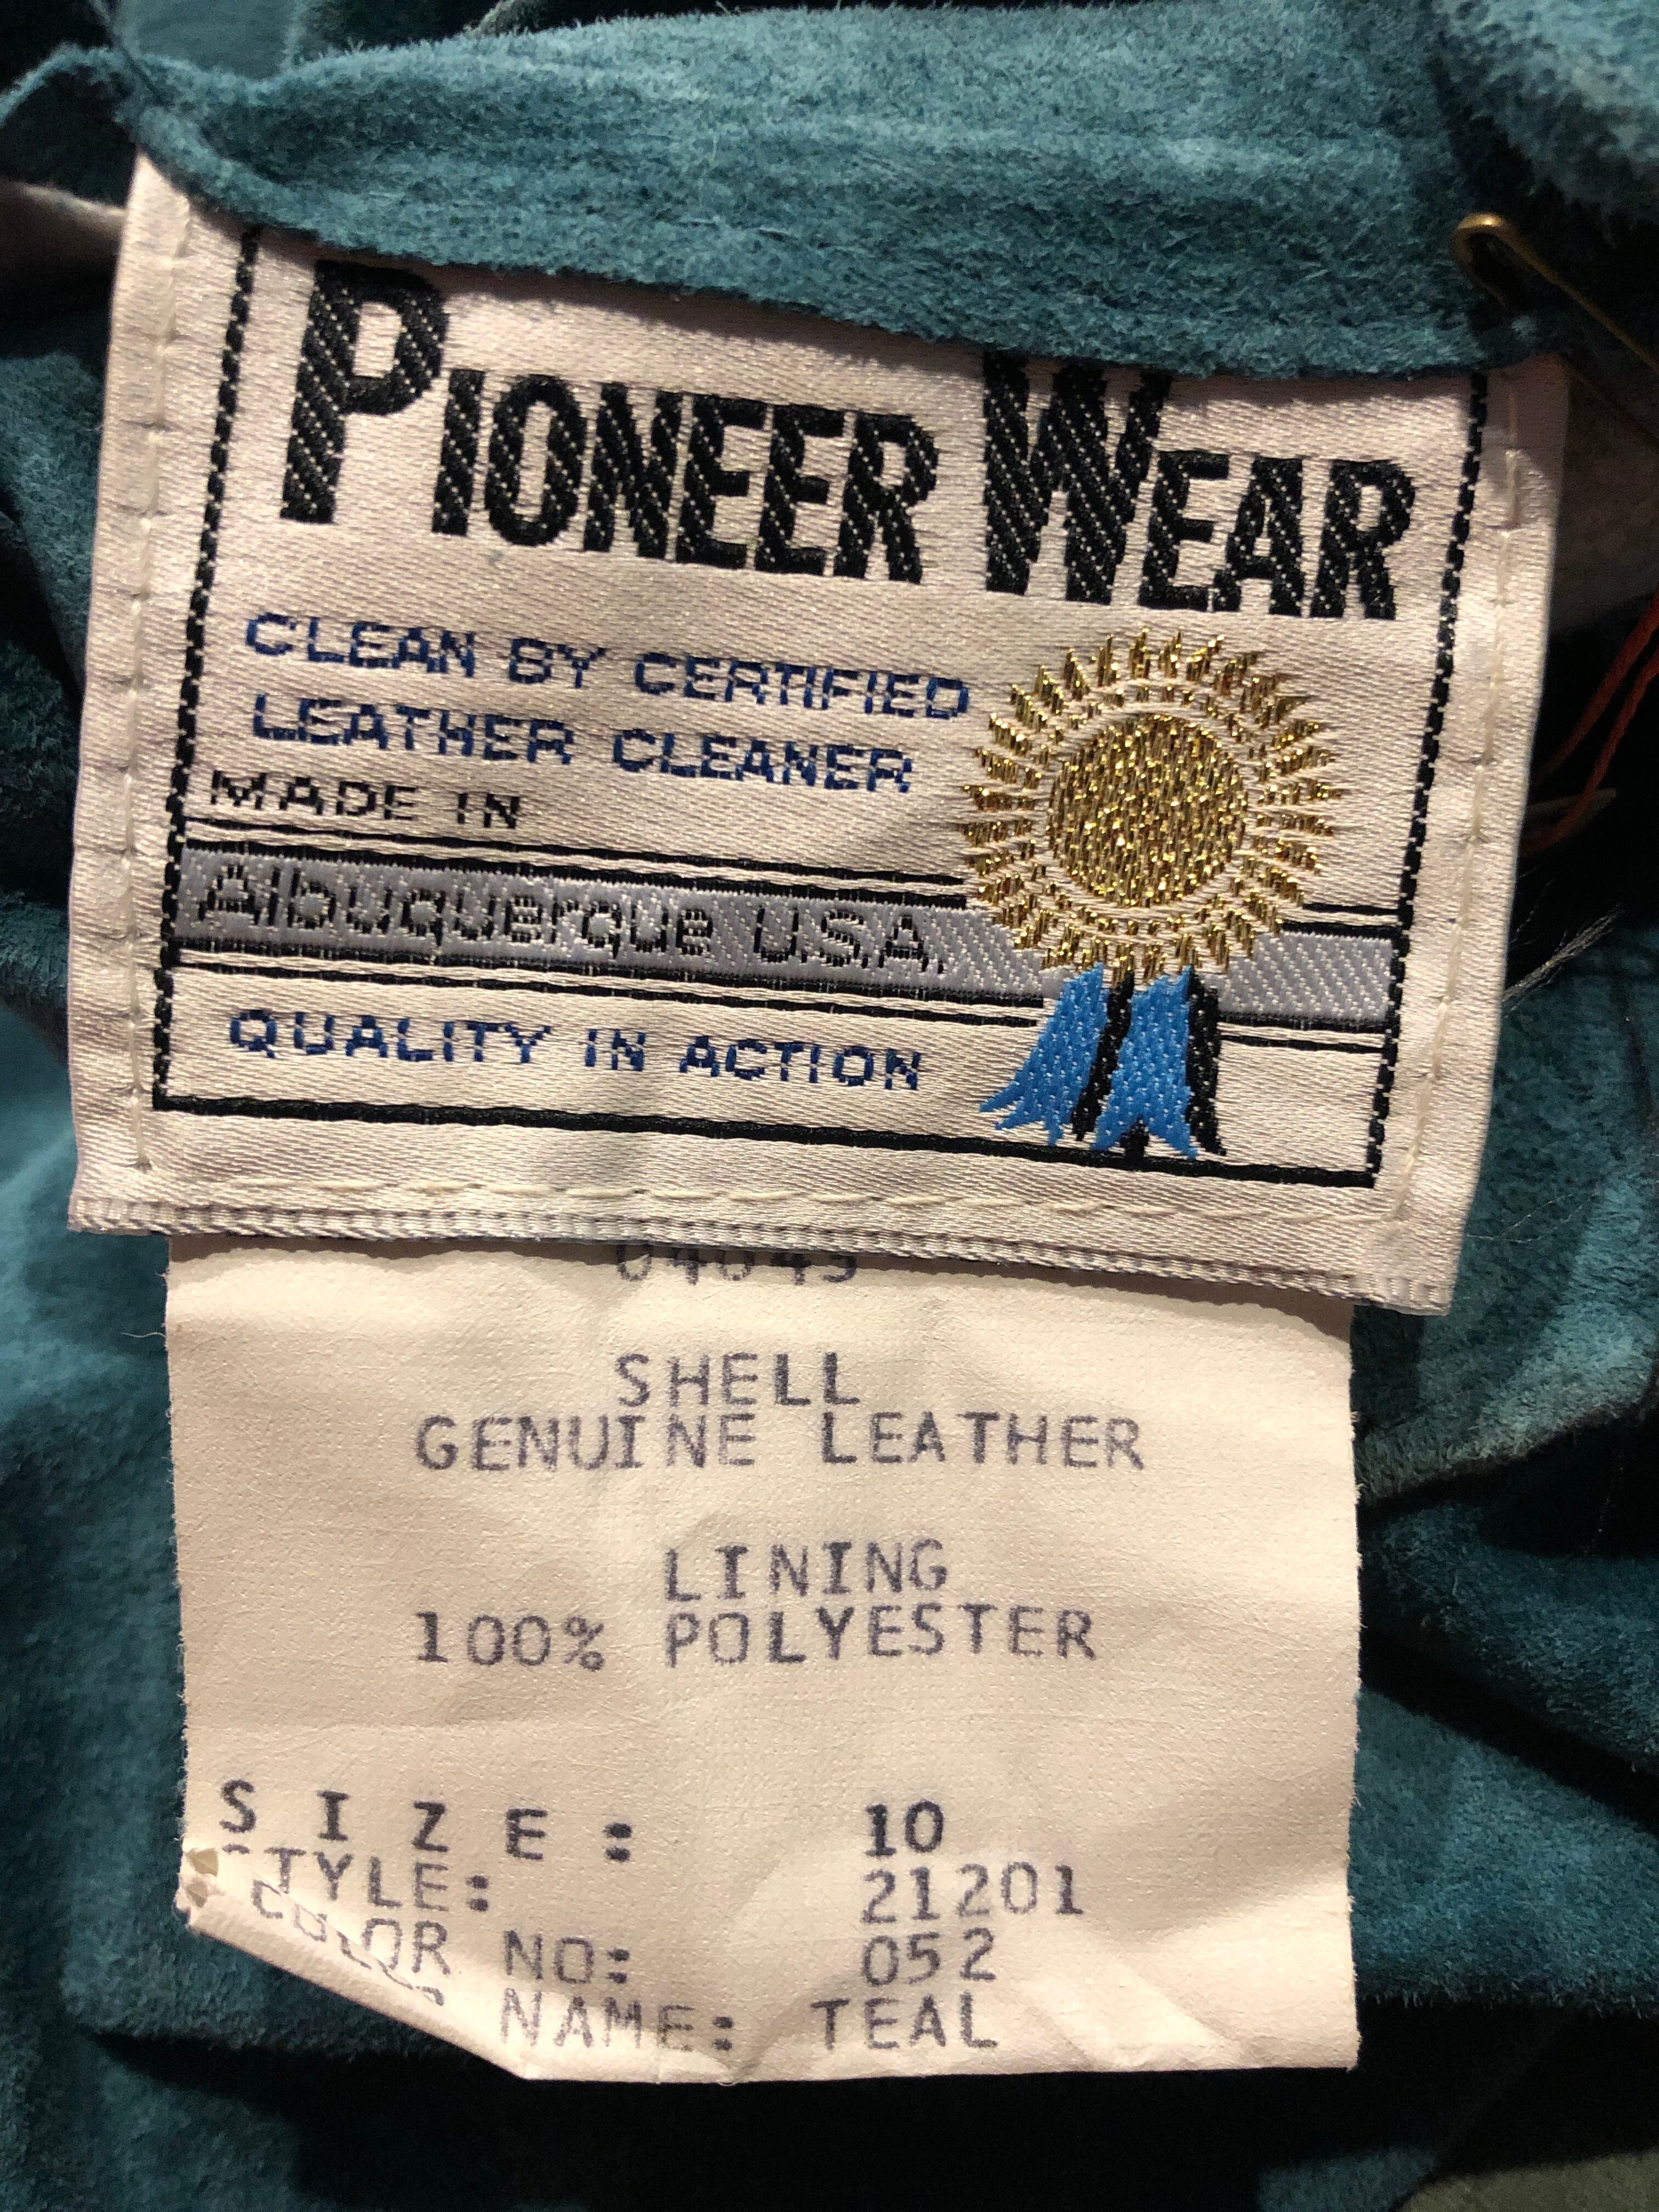 PIONEER WEAR
CLEAN BY CERTIFIED
LEATHER CLEANER
MADE IN
Albuquerque U.S.A.
QUALITY IN ACTION
SHELL
GENUINE LEATHER
LINING
100% POLYESTER
SIZE: 10
STYLE: 21201
COLOR NO: 052
NAME: TEAL